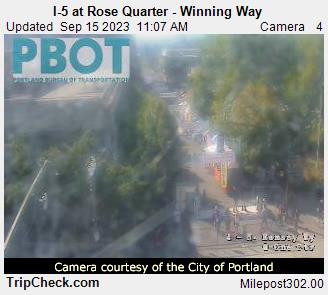 I-5 at Rose Quarter - Winning Way
Updated Sep 15 2023 11:07 AM Camera 4
PBOT
PORTLAND BUREAU OF TRANSPORTATION
Camera courtesy of the City of Portland
TripCheck.com Milepost302.00